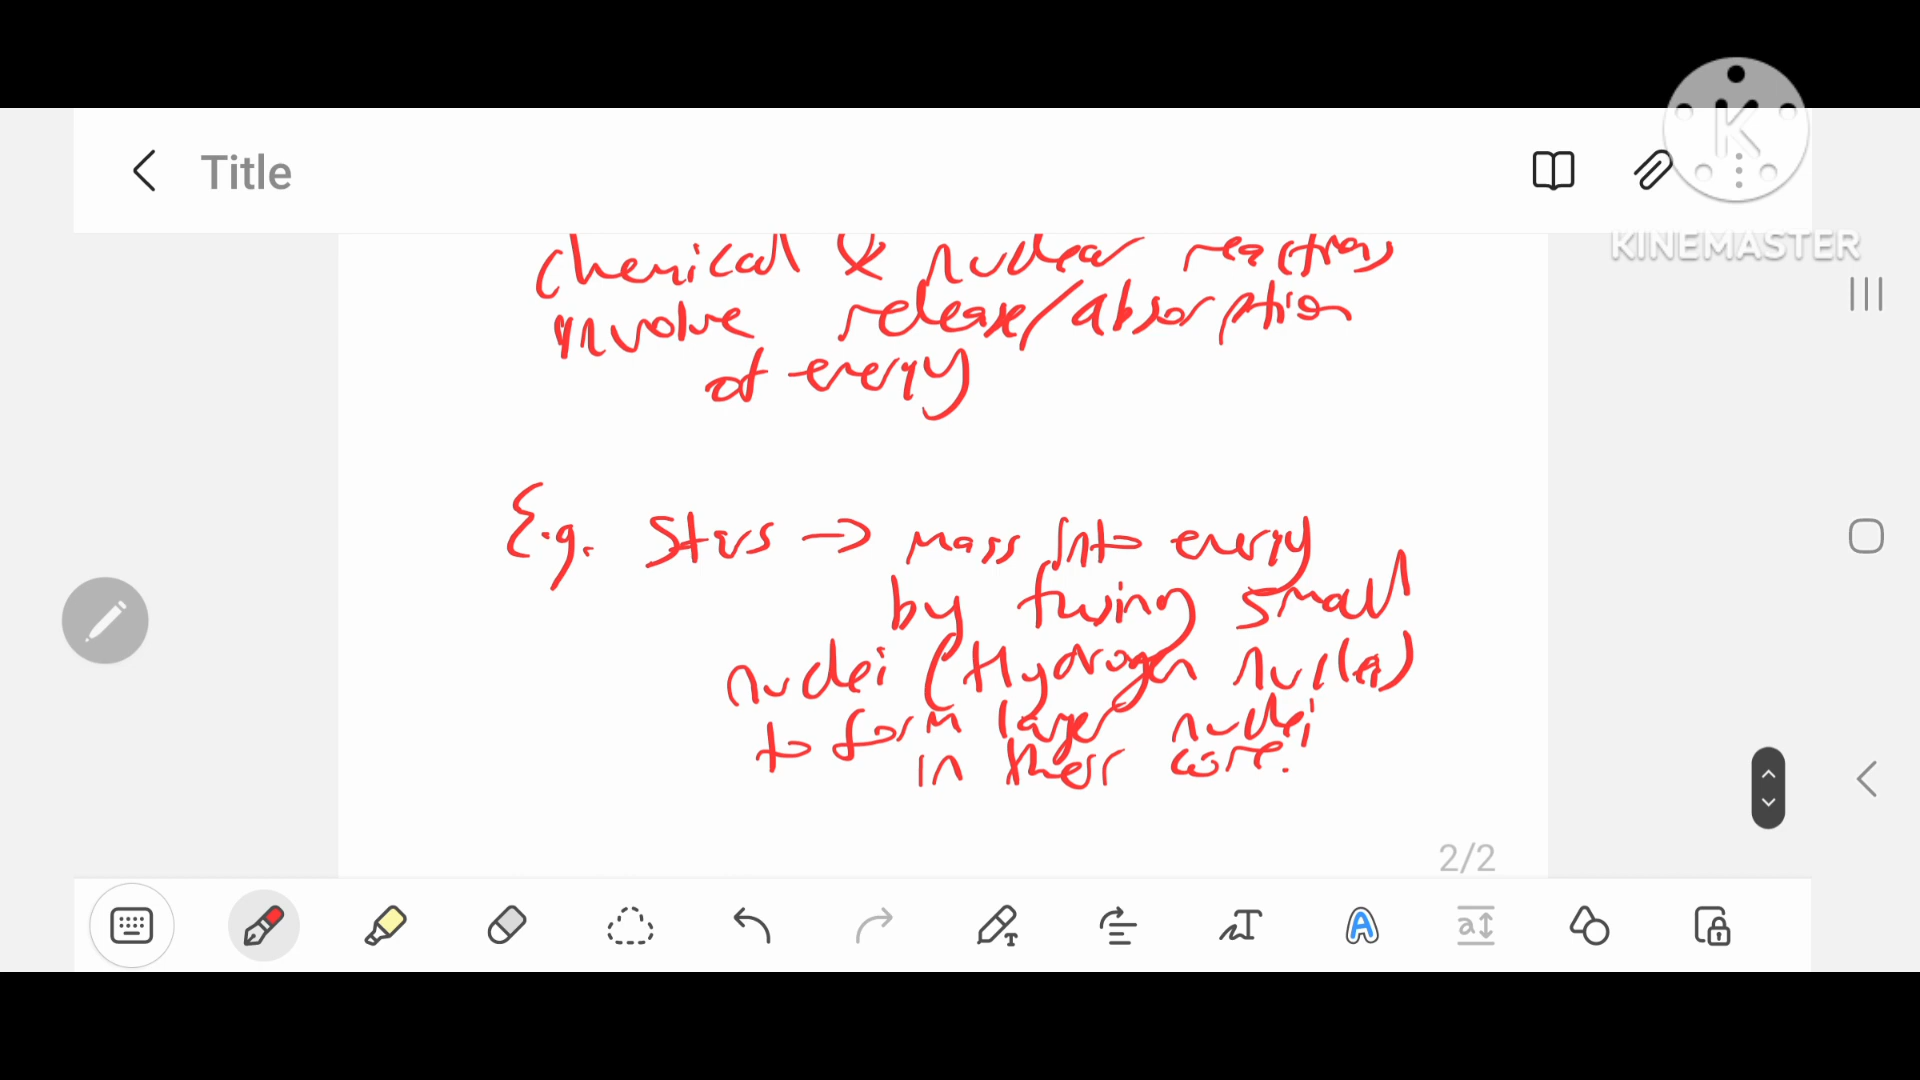 Title
KINEMASTER
Chemical & nuclear reactions
involve release/absorption
of energy
E.g. Stars → Mass into energy
by fusing small
nuclei (Hydrogen nuclei)
to form larger nuclei
in their core.
2/2